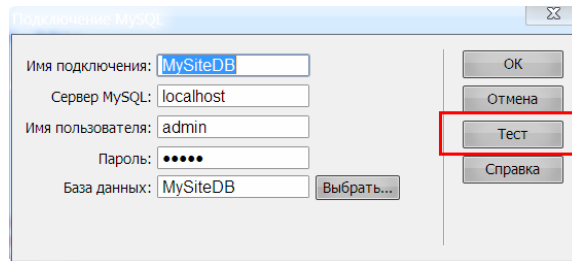 Подключение MySQL
Имя подключения: MySiteDB
OK
Сервер MySQL: localhost
Отмена
Имя пользователя: admin
Тест
Пароль: •••••
Справка
База данных: MySiteDB Выбрать...